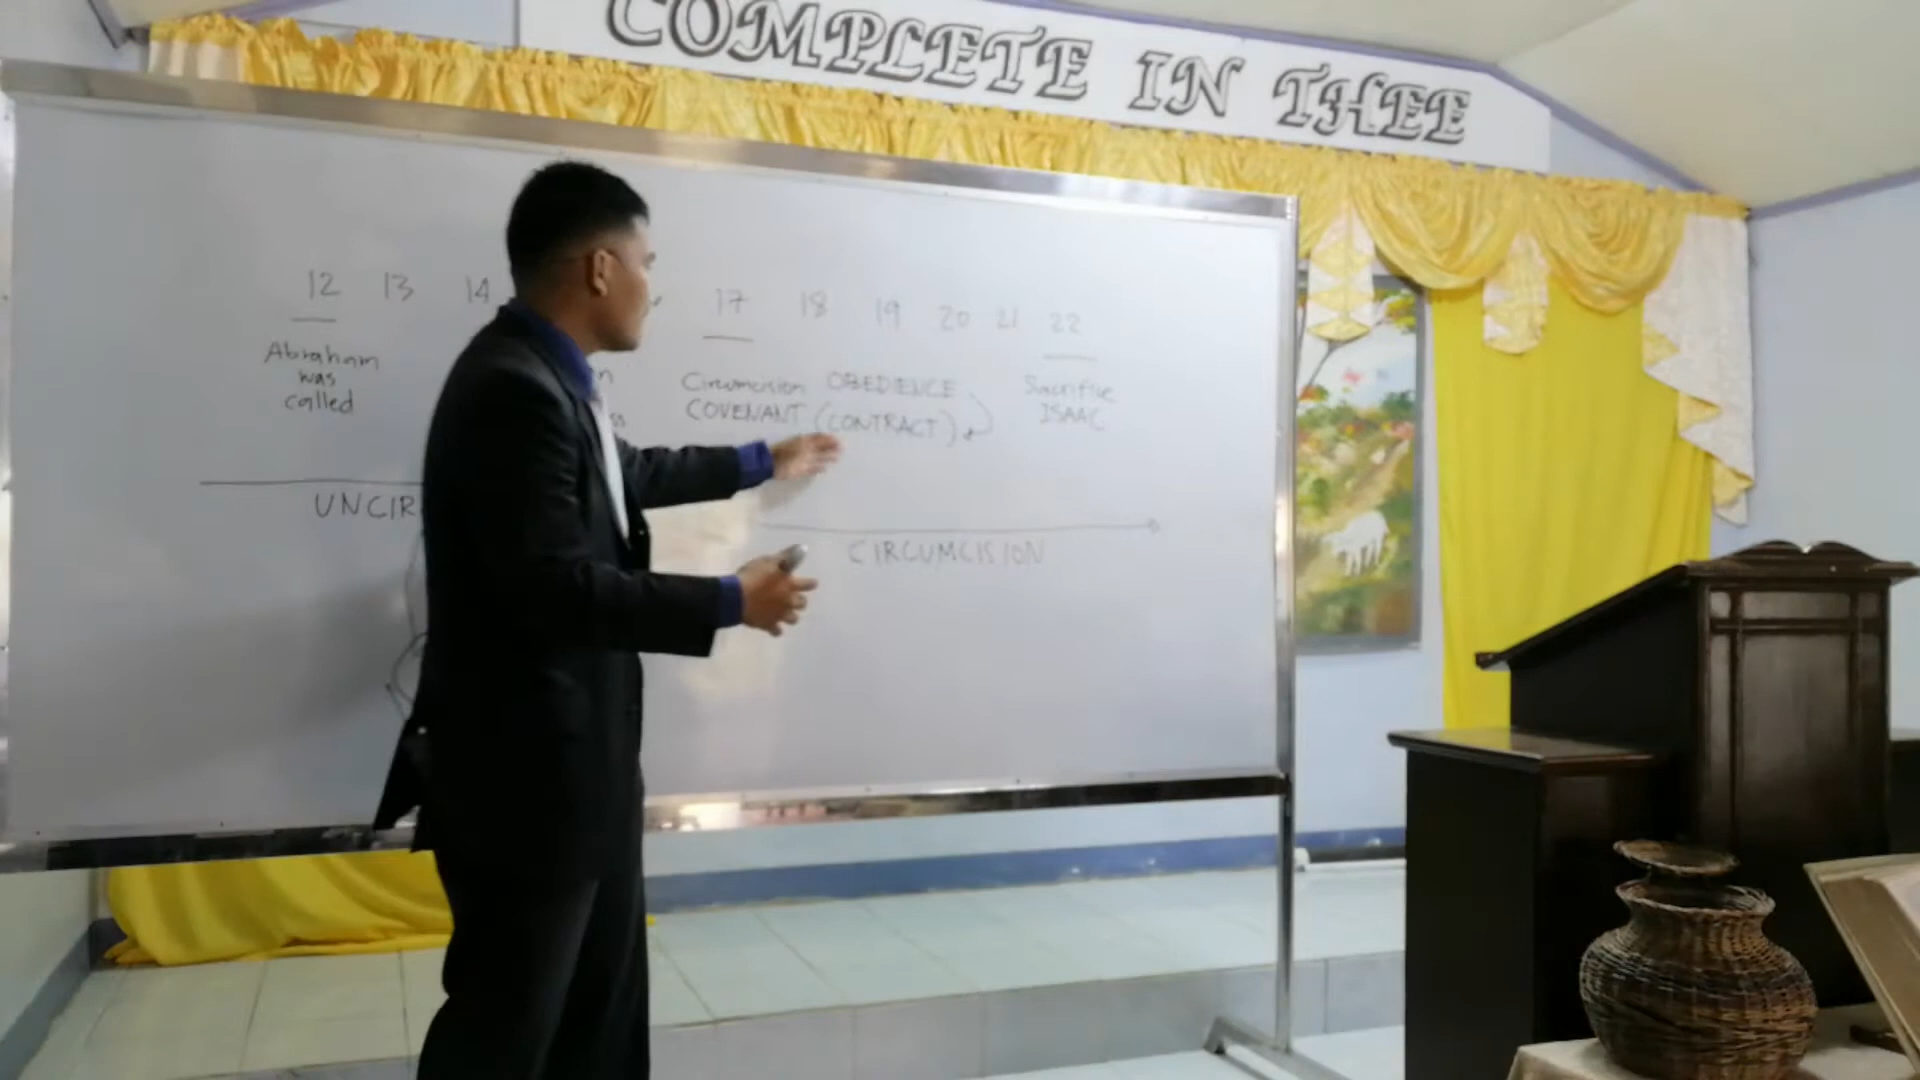 COMPLETE IN THEE
12 13 14 17 18 19 20 21 22
Abraham
was
called
Circumcision OBEDIENCE
COVENANT (CONTRACT)
Sacrifice
ISAAC
UNCIR
CIRCUMCISION